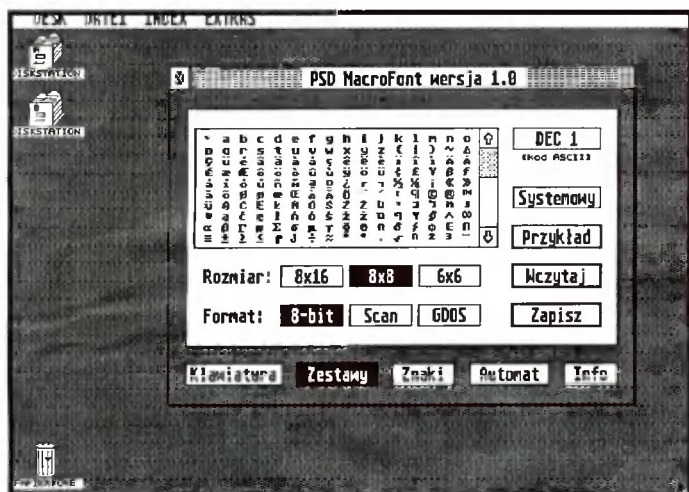 DESK DATEI INDEX EXTRAS
DISKSTATION
DISKSTATION
PSD MacroFont wersja 1.0
` a b c d e f g h i j k l m n o
p q r s t u v w x y z { | } ~ Δ
DEC 1
(kod ASCII)
Systemowy
Przykład
Rozmiar: 8x16 8x8 6x6
Wczytaj
Format: 8-bit Scan GDOS
Zapisz
Klawiatura Zestawy Znaki Automat Info
PAPIERKORB